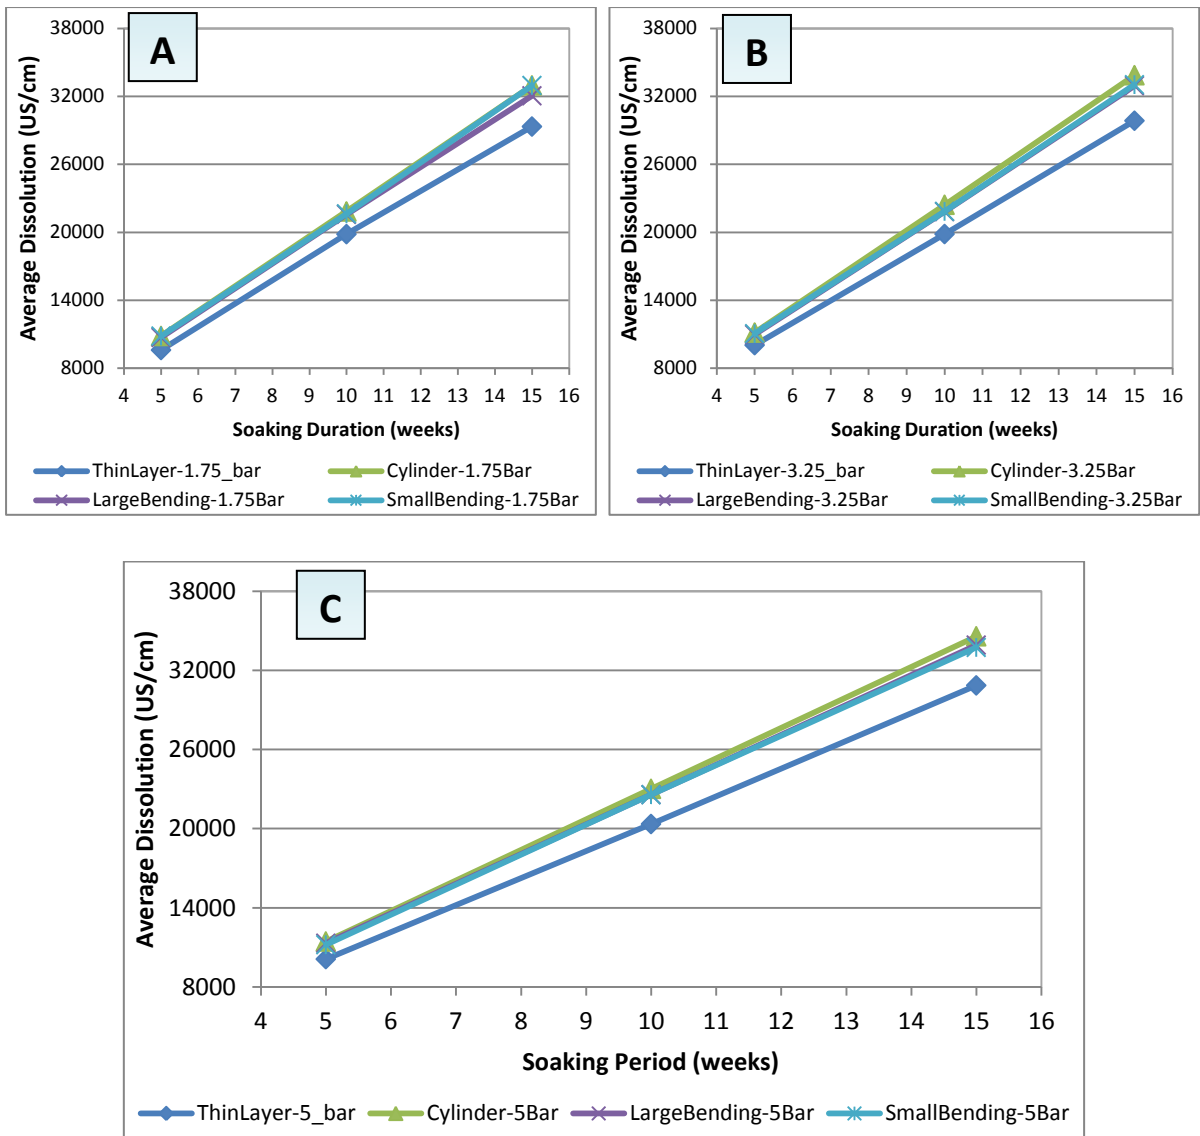 A
Average Dissolution (US/cm)
38000
32000
26000
20000
14000
8000
4 5 6 7 8 9 10 11 12 13 14 15 16
Soaking Duration (weeks)
ThinLayer-1.75_bar Cylinder-1.75Bar
LargeBending-1.75Bar SmallBending-1.75Bar
B
Average Dissolution (US/cm)
38000
32000
26000
20000
14000
8000
4 5 6 7 8 9 10 11 12 13 14 15 16
Soaking Duration (weeks)
ThinLayer-3.25_bar Cylinder-3.25Bar
LargeBending-3.25Bar SmallBending-3.25Bar
C
Average Dissolution (US/cm)
38000
32000
26000
20000
14000
8000
4 5 6 7 8 9 10 11 12 13 14 15 16
Soaking Period (weeks)
ThinLayer-5_bar Cylinder-5Bar LargeBending-5Bar SmallBending-5Bar